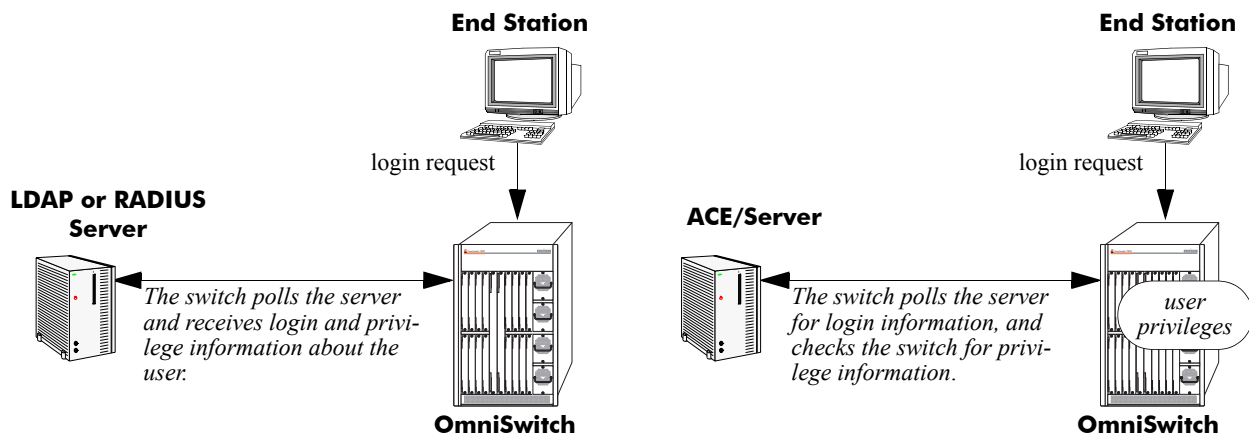 End Station
login request
LDAP or RADIUS
Server
The switch polls the server
and receives login and privi-
lege information about the
user.
OmniSwitch
End Station
login request
ACE/Server
The switch polls the server
for login information, and
checks the switch for privi-
lege information.
user
privileges
OmniSwitch